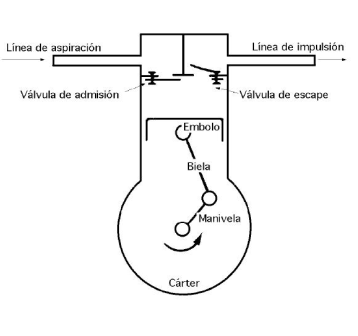 Línea de aspiración
Línea de impulsión
Válvula de admisión
Válvula de escape
Embolo
Biela
Manivela
Cárter